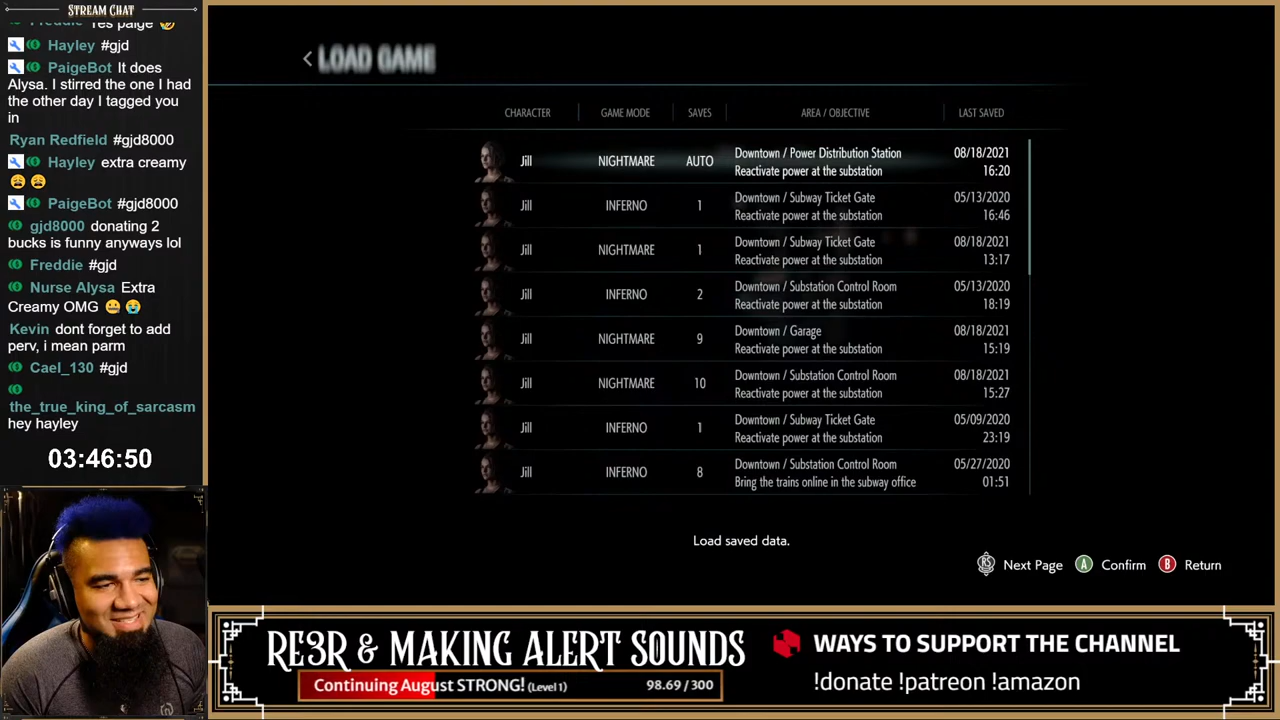 STREAM CHAT
Freddie Yes paige
Hayley #gjd
PaigeBot It does
Alysa. I stirred the one I had
the other day I tagged you
in
Ryan Redfield #gjd8000
Hayley extra creamy
PaigeBot #gjd8000
gjd8000 donating 2
bucks is funny anyways lol
Freddie #gjd
Nurse Alysa Extra
Creamy OMG
Kevin dont forget to add
perv, i mean parm
Cael_130 #gjd
the_true_king_of_sarcasm
hey hayley
03:46:50
LOAD GAME
CHARACTER GAME MODE SAVES AREA / OBJECTIVE LAST SAVED
Jill NIGHTMARE AUTO Downtown / Power Distribution Station 08/18/2021
Reactivate power at the substation 16:20
Jill INFERNO 1 Downtown / Subway Ticket Gate 05/13/2020
Reactivate power at the substation 16:46
Jill NIGHTMARE 1 Downtown / Subway Ticket Gate 08/18/2021
Reactivate power at the substation 13:17
Jill INFERNO 2 Downtown / Substation Control Room 05/13/2020
Reactivate power at the substation 18:19
Jill NIGHTMARE 9 Downtown / Garage 08/18/2021
Reactivate power at the substation 15:19
Jill NIGHTMARE 10 Downtown / Substation Control Room 08/18/2021
Reactivate power at the substation 15:27
Jill INFERNO 1 Downtown / Subway Ticket Gate 05/09/2020
Reactivate power at the substation 23:19
Jill INFERNO 8 Downtown / Substation Control Room 05/27/2020
Bring the trains online in the subway office 01:51
Load saved data.
RS Next Page A Confirm B Return
RE3R & MAKING ALERT SOUNDS
Continuing August STRONG! (Level 1) 98.69 / 300
WAYS TO SUPPORT THE CHANNEL
!donate !patreon !amazon